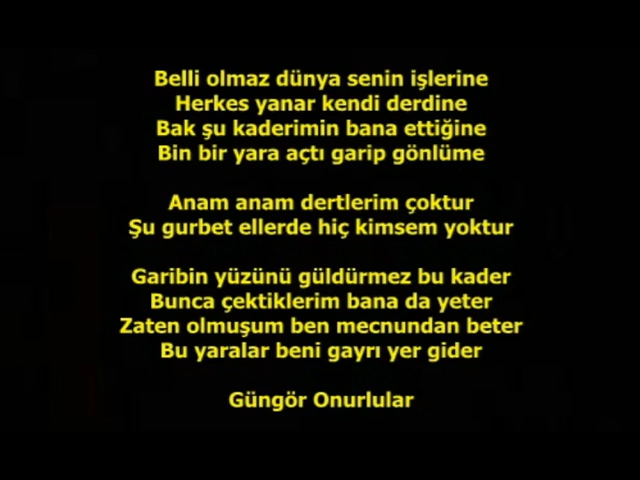 Belli olmaz dünya senin işlerine
Herkes yanar kendi derdine
Bak şu kaderimin bana ettiğine
Bin bir yara açtı garip gönlüme
Anam anam dertlerim çoktur
Şu gurbet ellerde hiç kimsem yoktur
Garibin yüzünü güldürmez bu kader
Bunca çektiklerim bana da yeter
Zaten olmuşum ben mecnundan beter
Bu yaralar beni gayrı yer gider
Güngör Onurlular